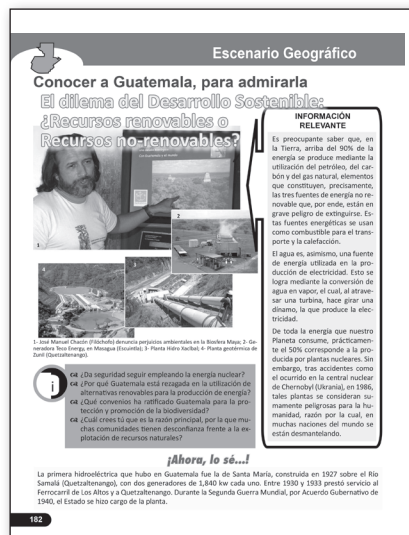 Escenario Geográfico
Conocer a Guatemala, para admirarla
El dilema del Desarrollo Sostenible:
¿Recursos renovables o
Recursos no-renovables?
1
2
1- José Manuel Chacón (Filóchofo) denuncia perjuicios ambientales en la Biosfera Maya; 2- Ge-
neradora Teco Energy, en Masagua (Escuintla); 3- Planta Hidro Xacbal; 4- Planta geotérmica de
Zunil (Quetzaltenango).
INFORMACIÓN
RELEVANTE
Es preocupante saber que, en
la Tierra, arriba del 90% de la
energía se produce mediante la
utilización del petróleo, del car-
bón y del gas natural, elementos
que constituyen, precisamente,
las tres fuentes de energía no re-
novable que, por ende, están en
grave peligro de extinguirse. Es-
tas fuentes energéticas se usan
como combustible para el trans-
porte y la calefacción.
El agua es, asimismo, una fuente
de energía utilizada en la pro-
ducción de electricidad. Esto se
logra mediante la conversión de
agua en vapor, el cual, al atrave-
sar una turbina, hace girar una
dínamo, la que produce la elec-
tricidad.
De toda la energía que nuestro
Planeta consume, prácticamen-
te el 50% corresponde a la pro-
ducida por plantas nucleares. Sin
embargo, tras accidentes como
el ocurrido en la central nuclear
de Chernobyl (Ukrania), en 1986,
tales plantas se consideran su-
mamente peligrosas para la hu-
manidad, razón por la cual, en
muchas naciones del mundo se
están desmantelando.
i
¿Da seguridad seguir empleando la energía nuclear?
¿Por qué Guatemala está rezagada en la utilización de
alternativas renovables para la producción de energía?
¿Qué convenios ha ratificado Guatemala para la pro-
tección y promoción de la biodiversidad?
¿Cuál crees tú que es la razón principal, por la que mu-
chas comunidades tienen desconfianza frente a la ex-
plotación de recursos naturales?
¡Ahora, lo sé...!
La primera hidroeléctrica que hubo en Guatemala fue la de Santa María, construida en 1927 sobre el Río
Samalá (Quetzaltenango), con dos generadores de 1,840 kw cada uno. Entre 1930 y 1933 prestó servicio al
Ferrocarril de Los Altos y a Quetzaltenango. Durante la Segunda Guerra Mundial, por Acuerdo Gubernativo de
1940, el Estado se hizo cargo de la planta.
182